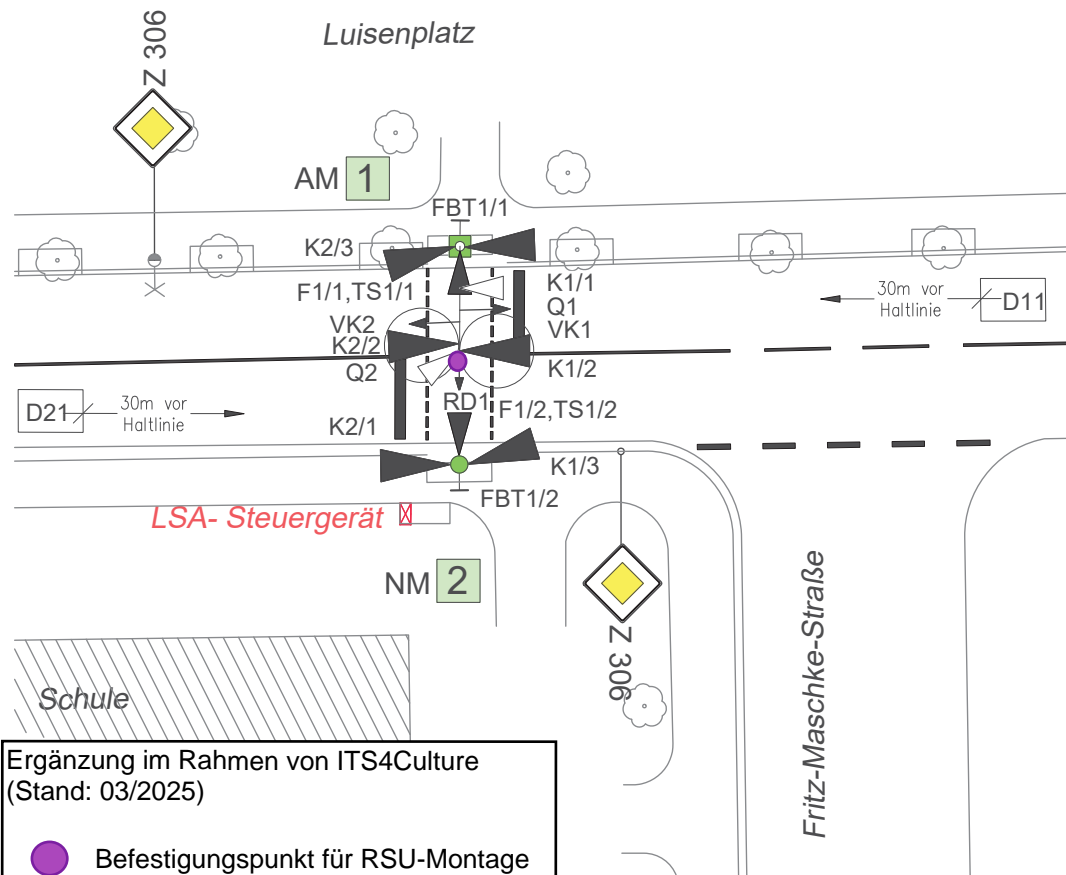 Luisenplatz
Z 306
AM 1
FBT1/1
K2/3
F1/1,TS1/1
K1/1
Q1
VK2
VK1
K2/2
Q2
K1/2
30m vor
Haltlinie
D11
D21
30m vor
Haltlinie
RD1
F1/2,TS1/2
K2/1
K1/3
FBT1/2
LSA- Steuergerät
NM 2
Z 306
Fritz-Maschke-Straße
Schule
Ergänzung im Rahmen von ITS4Culture
(Stand: 03/2025)
Befestigungspunkt für RSU-Montage